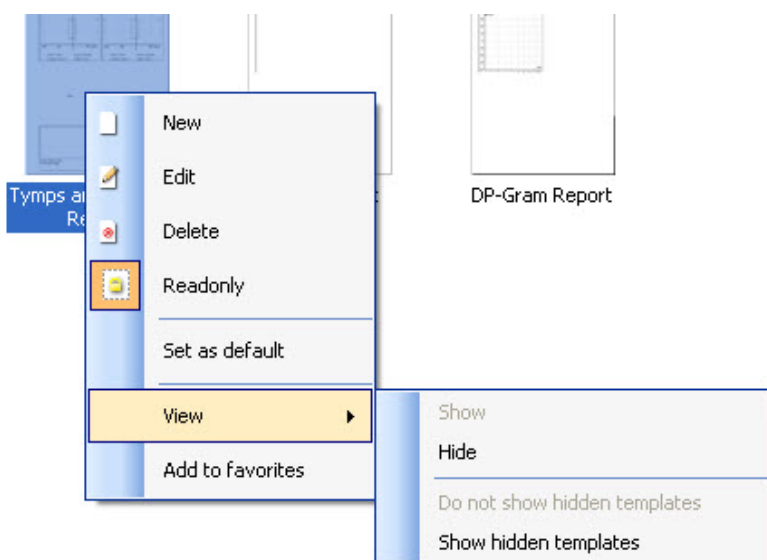 New
Edit
Delete
Readonly
Set as default
View
Add to favorites
Show
Hide
Do not show hidden templates
Show hidden templates
Tymps
Re
DP-Gram Report